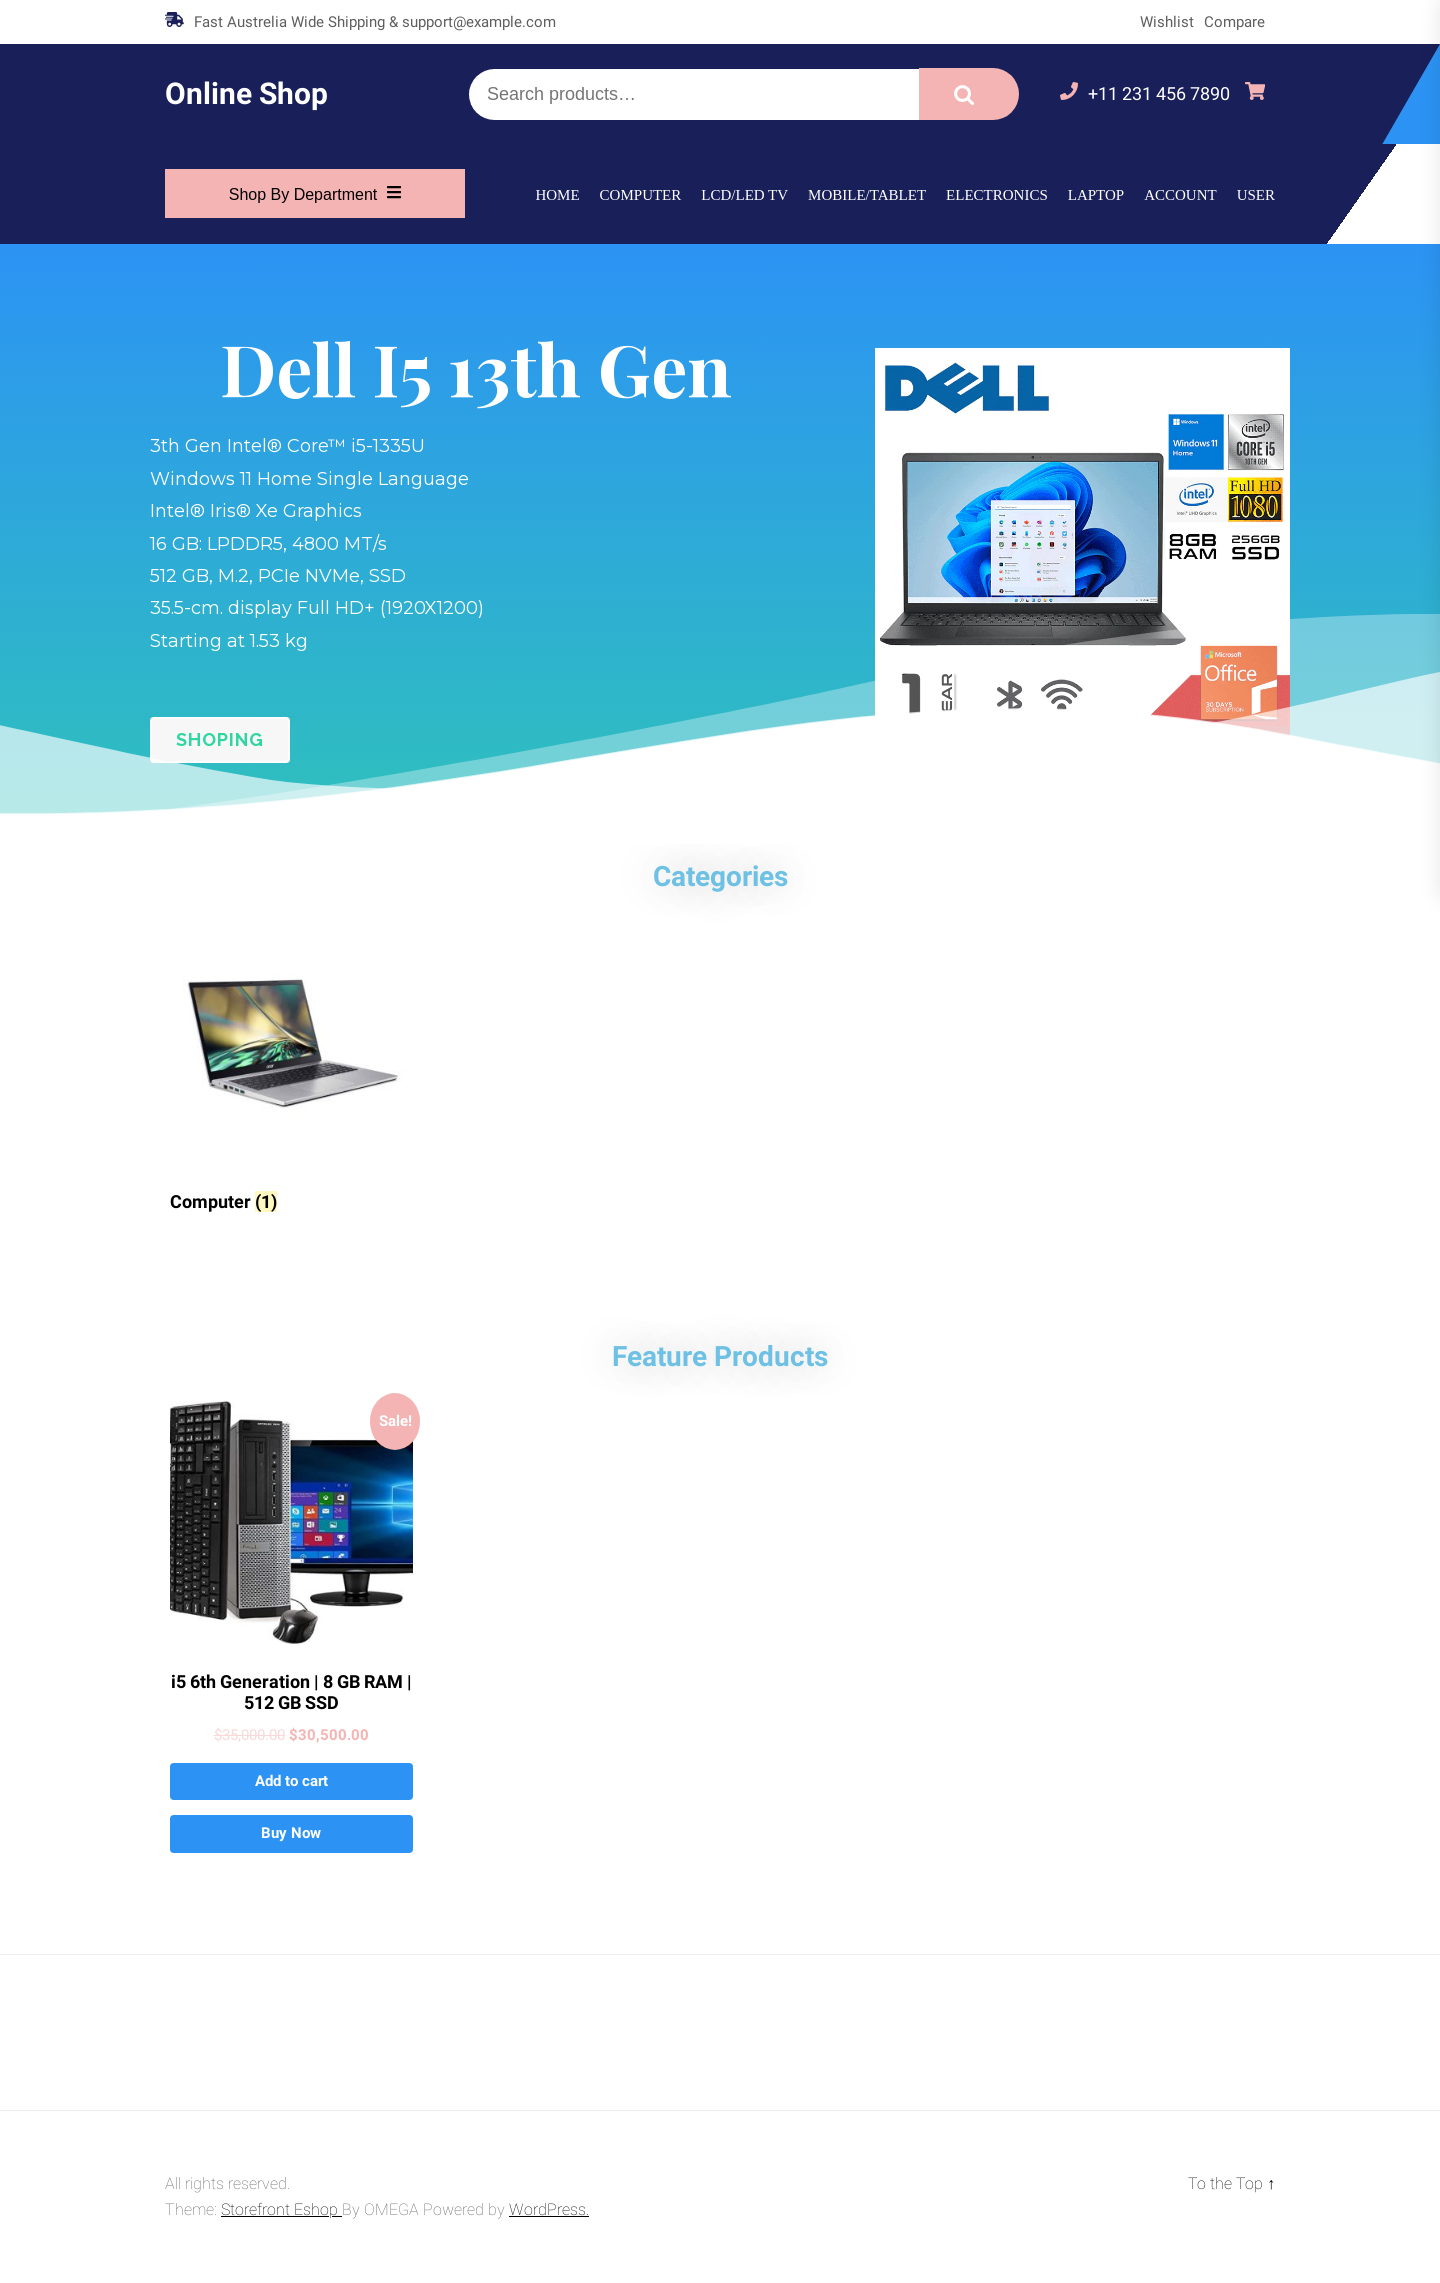 Fast Austrelia Wide Shipping & support@example.com
Wishlist Compare
Online Shop
Search products…
+11 231 456 7890
Shop By Department
HOME COMPUTER LCD/LED TV MOBILE/TABLET ELECTRONICS LAPTOP ACCOUNT USER
Dell I5 13th Gen
3th Gen Intel® Core™ i5-1335U
Windows 11 Home Single Language
Intel® Iris® Xe Graphics
16 GB: LPDDR5, 4800 MT/s
512 GB, M.2, PCIe NVMe, SSD
35.5-cm. display Full HD+ (1920X1200)
Starting at 1.53 kg
SHOPING
DELL
Windows
Windows 11
Home
intel
CORE i5
10TH GEN
intel
Intel® UHD Graphics
Full HD
1080
8GB
RAM
256GB
SSD
1
EAR
Microsoft
Office
30 DAYS
SUBSCRIPTION
Categories
Computer (1)
Feature Products
Sale!
i5 6th Generation | 8 GB RAM |
512 GB SSD
$35,000.00 $30,500.00
Add to cart
Buy Now
All rights reserved.
Theme: Storefront Eshop By OMEGA Powered by WordPress.
To the Top ↑